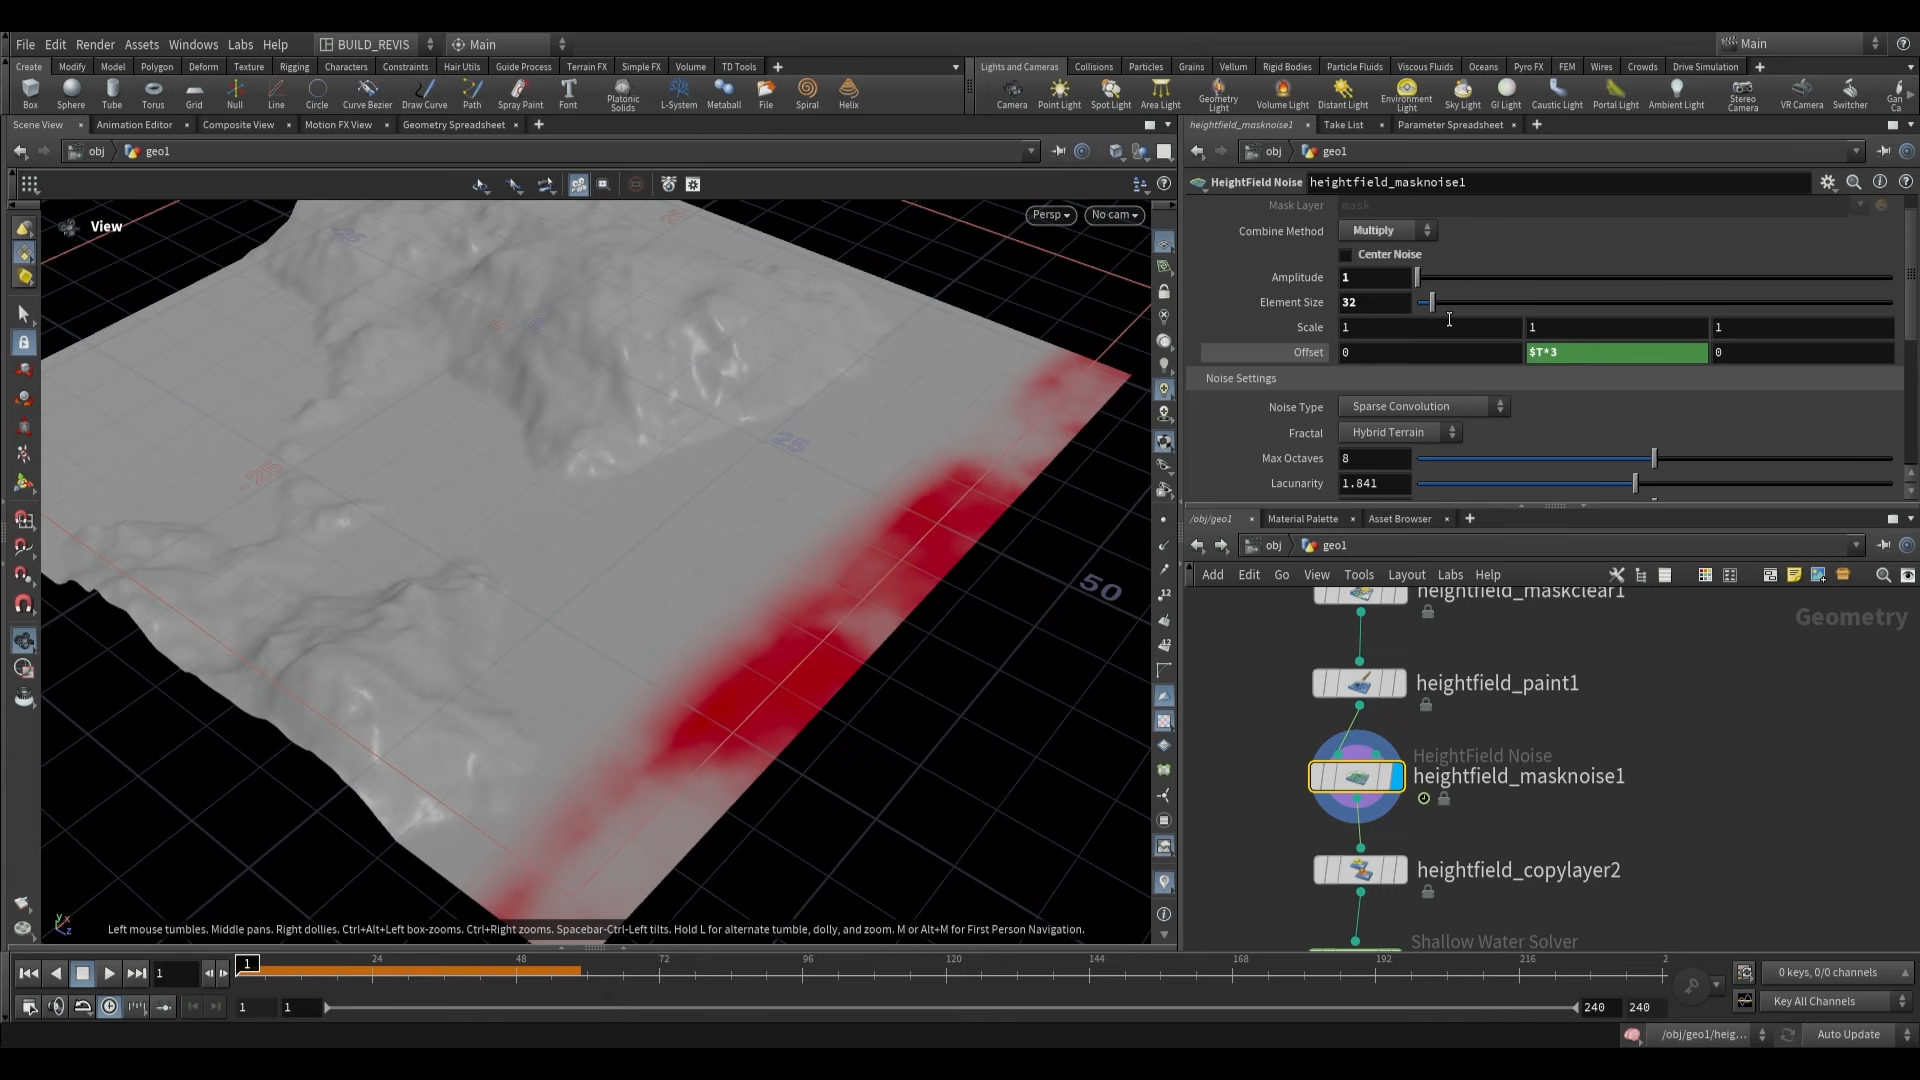 File Edit Render Assets Windows Labs Help BUILD_REVIS Main Main
Create Modify Model Polygon Deform Texture Rigging Characters Constraints Hair Utils Guide Process Terrain FX Simple FX Volume TD Tools
Lights and Cameras Collisions Particles Grains Vellum Rigid Bodies Particle Fluids Viscous Fluids Oceans Pyro FX FEM Wires Crowds Drive Simulation
Box Sphere Tube Torus Grid Null Line Circle Curve Bezier Draw Curve Path Spray Paint Font Platonic Solids L-System Metaball File Spiral Helix
Camera Point Light Spot Light Area Light Geometry Light Volume Light Distant Light Environment Light Sky Light GI Light Caustic Light Portal Light Ambient Light Stereo Camera VR Camera Switcher Gan Ca
Scene View Animation Editor Composite View Motion FX View Geometry Spreadsheet
heightfield_masknoise1 Take List Parameter Spreadsheet
obj geo1
obj geo1
HeightField Noise heightfield_masknoise1
View
Persp No cam
Mask Layer mask
Combine Method Multiply
Center Noise
Amplitude 1
Element Size 32
Scale 1 1 1
Offset 0 $T*3 0
Noise Settings
Noise Type Sparse Convolution
Fractal Hybrid Terrain
Max Octaves 8
Lacunarity 1.841
25
-25
50
/obj/geo1 Material Palette Asset Browser
obj geo1
Add Edit Go View Tools Layout Labs Help
heightfield_maskclear1
Geometry
heightfield_paint1
HeightField Noise
heightfield_masknoise1
heightfield_copylayer2
Shallow Water Solver
Left mouse tumbles. Middle pans. Right dollies. Ctrl+Alt+Left box-zooms. Ctrl+Right zooms. Spacebar-Ctrl-Left tilts. Hold L for alternate tumble, dolly, and zoom. M or Alt+M for First Person Navigation.
1 1 24 48 72 96 120 144 168 192 216 2
0 keys, 0/0 channels
1 1 240 240
Key All Channels
/obj/geo1/heig... Auto Update